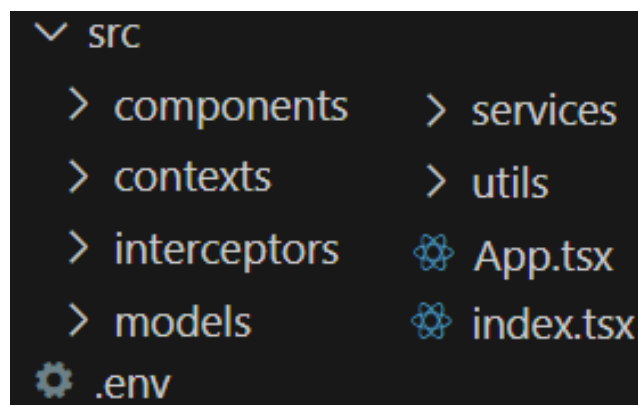 src
components
contexts
interceptors
models
services
utils
App.tsx
index.tsx
.env